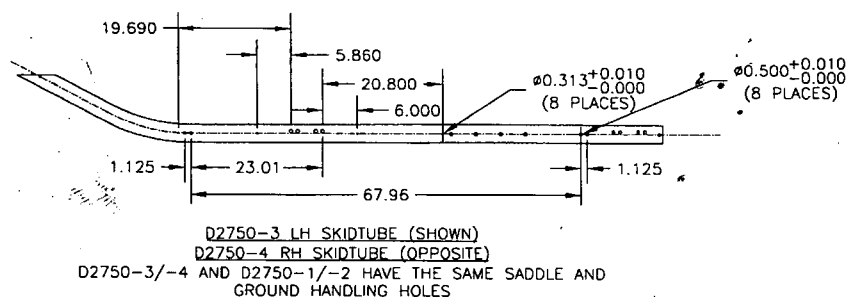 19.690
5.860
20.800
6.000
Ø0.313+0.010
-0.000
(8 PLACES)
Ø0.500+0.010
-0.000
(8 PLACES)
1.125
23.01
67.96
1.125
D2750-3 LH SKIDTUBE (SHOWN)
D2750-4 RH SKIDTUBE (OPPOSITE)
D2750-3/-4 AND D2750-1/-2 HAVE THE SAME SADDLE AND
GROUND HANDLING HOLES